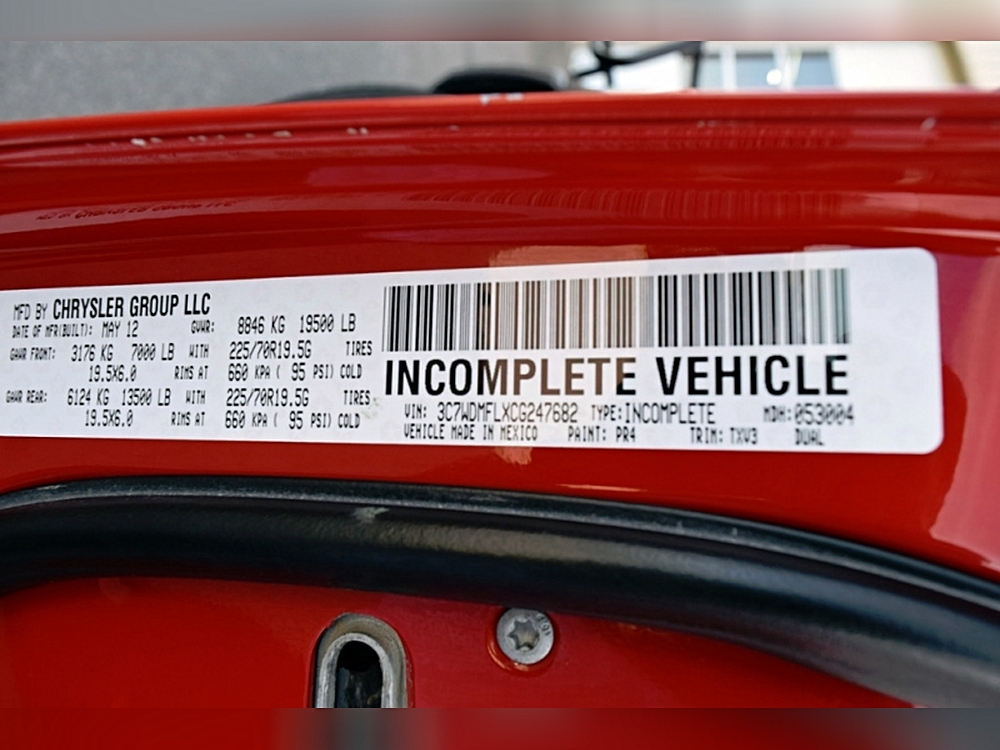 MFD BY CHRYSLER GROUP LLC
DATE OF MFR(BUILT): MAY 12 GVWR: 8846 KG 19500 LB
GAWR FRONT: 3176 KG 7000 LB WITH 225/70R19.5G TIRES
19.5X6.0 RIMS AT 660 KPA ( 95 PSI) COLD
GAWR REAR: 6124 KG 13500 LB WITH 225/70R19.5G TIRES
19.5X6.0 RIMS AT 660 KPA ( 95 PSI) COLD
INCOMPLETE VEHICLE
VIN: 3C7WDMFLXCG247682 TYPE: INCOMPLETE MDH: 053004
VEHICLE MADE IN MEXICO PAINT: PR4 TRIM: TXV3 DUAL